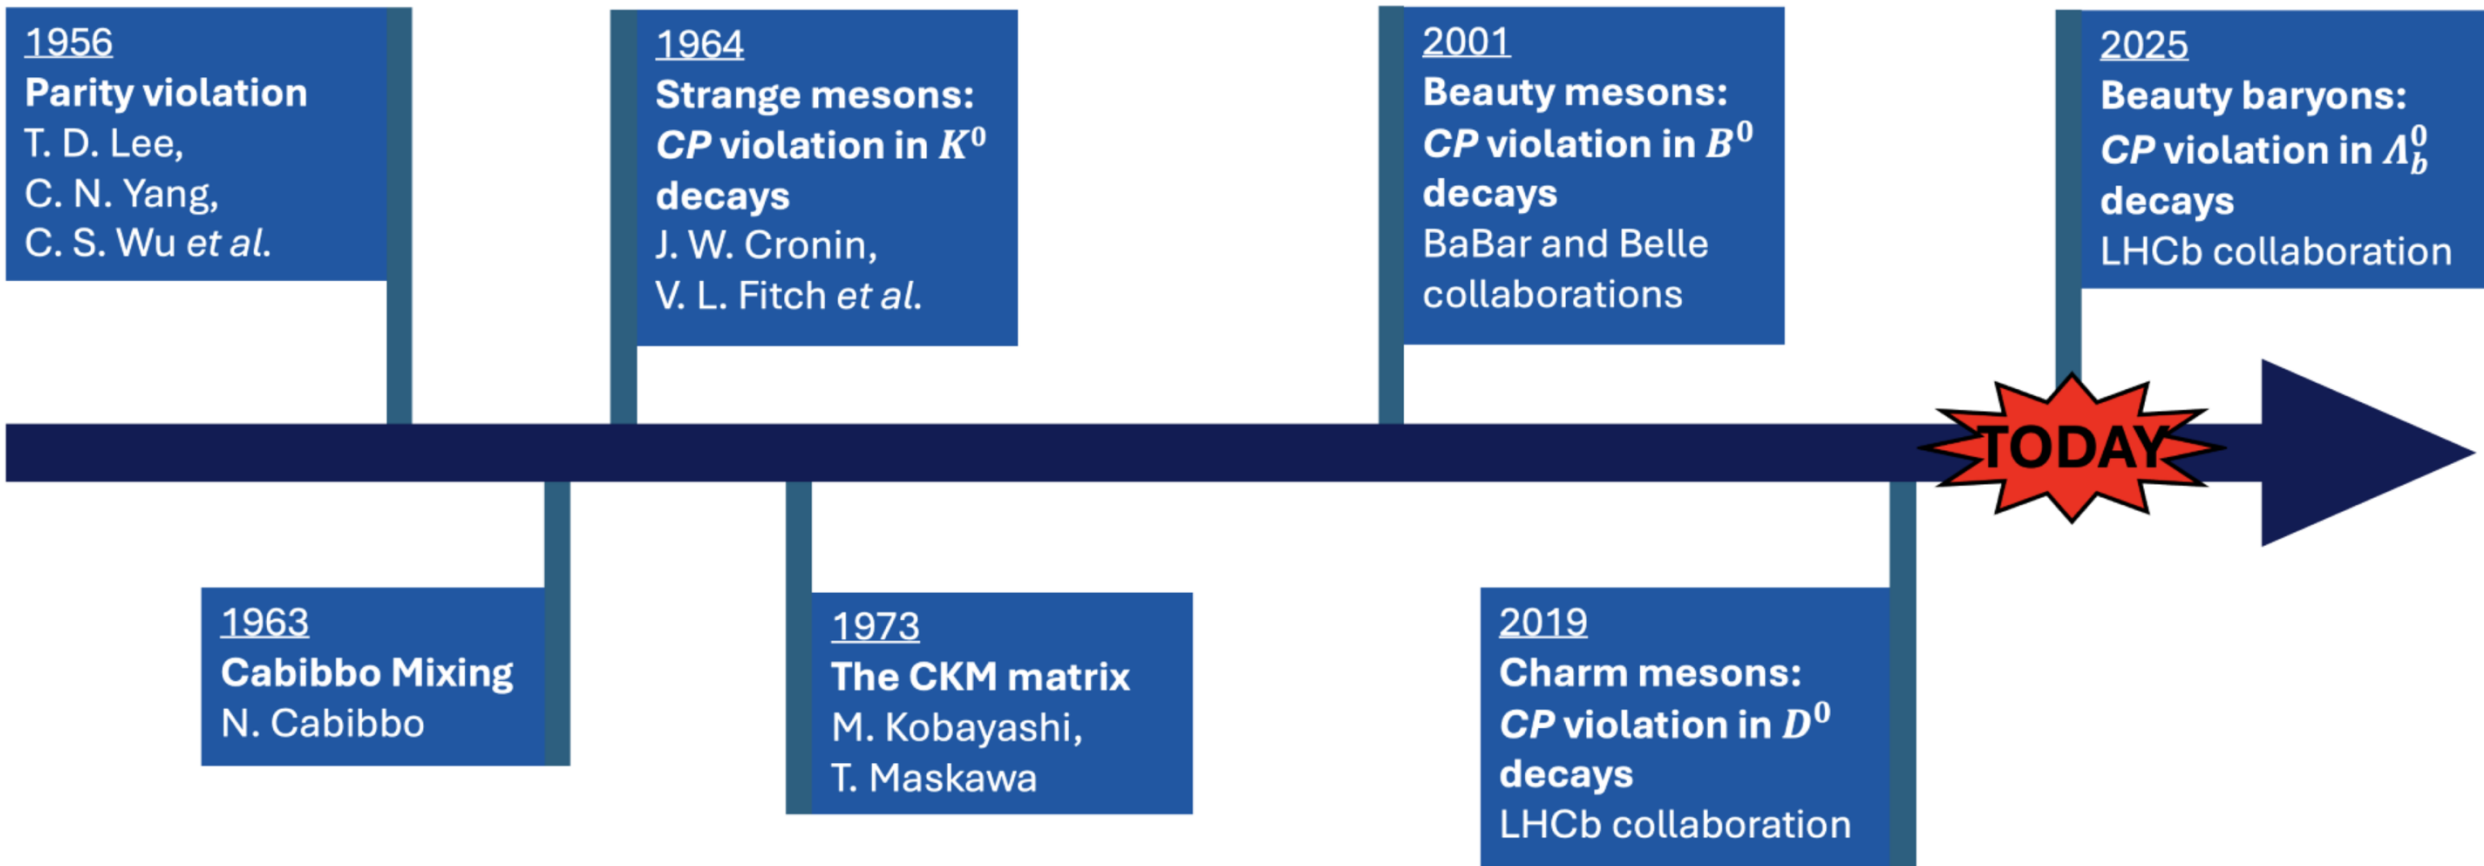 1956
Parity violation
T. D. Lee,
C. N. Yang,
C. S. Wu et al.
1963
Cabibbo Mixing
N. Cabibbo
1964
Strange mesons:
CP violation in K⁰
decays
J. W. Cronin,
V. L. Fitch et al.
1973
The CKM matrix
M. Kobayashi,
T. Maskawa
2001
Beauty mesons:
CP violation in B⁰
decays
BaBar and Belle
collaborations
2019
Charm mesons:
CP violation in D⁰
decays
LHCb collaboration
2025
Beauty baryons:
CP violation in Λ_b⁰
decays
LHCb collaboration
TODAY